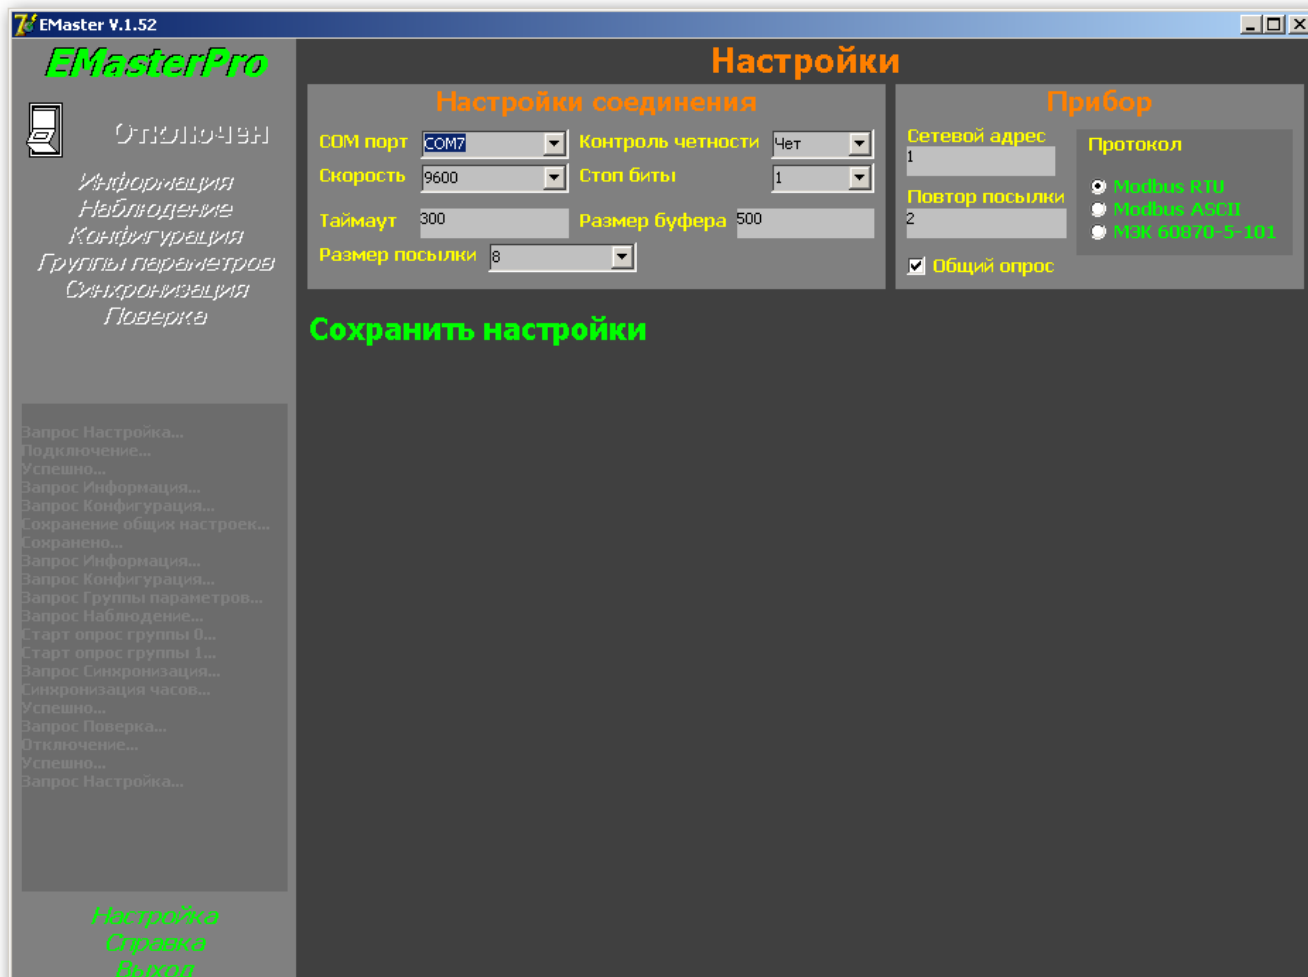 EMaster V.1.52
EMasterPro
Отключен
Информация
Наблюдение
Конфигурация
Группы параметров
Синхронизация
Поверка
Запрос Настройка...
Подключение...
Успешно...
Запрос Информация...
Запрос Конфигурация...
Сохранение общих настроек...
Сохранено...
Запрос Информация...
Запрос Конфигурация...
Запрос Группы параметров...
Запрос Наблюдение...
Старт опрос группы 0...
Старт опрос группы 1...
Запрос Синхронизация...
Синхронизация часов...
Успешно...
Запрос Поверка...
Отключение...
Успешно...
Запрос Настройка...
Настройка
Справка
Выход
Настройки
Настройки соединения
COM порт COM7 Контроль четности Чет
Скорость 9600 Стоп биты 1
Таймаут 300 Размер буфера 500
Размер посылки 8
Прибор
Сетевой адрес
1
Повтор посылки
2
Общий опрос
Протокол
Modbus RTU
Modbus ASCII
МЭК 60870-5-101
Сохранить настройки